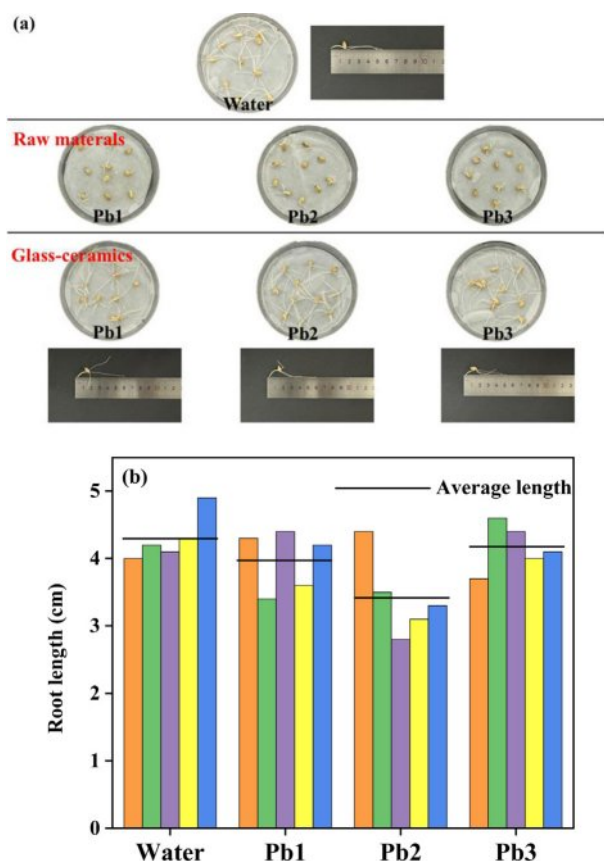 (a)
Water
Raw materals
Pb1 Pb2 Pb3
Glass-ceramics
Pb1 Pb2 Pb3
(b)
Average length
Root length (cm)
5
4
3
2
1
0
Water Pb1 Pb2 Pb3